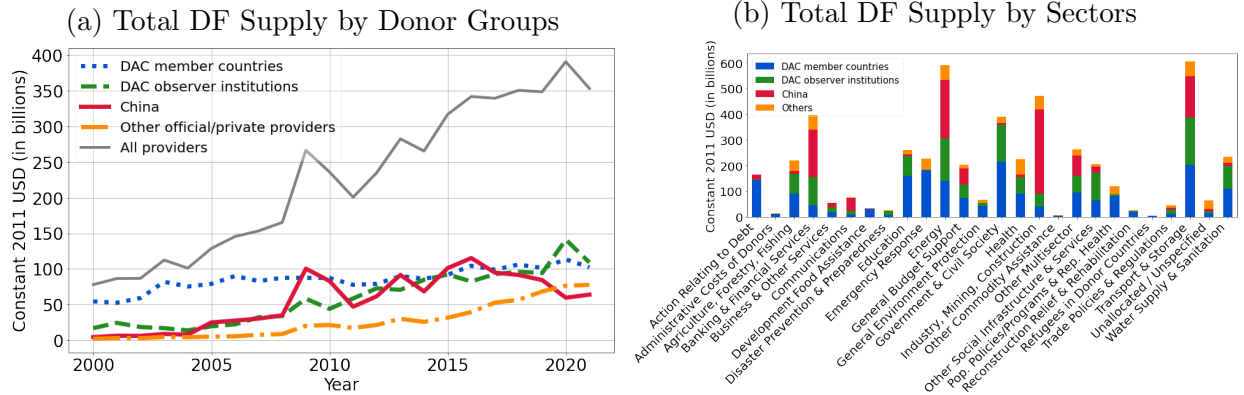 (a) Total DF Supply by Donor Groups
Constant 2011 USD (in billions)
400
350
300
250
200
150
100
50
0
DAC member countries
DAC observer institutions
China
Other official/private providers
All providers
2000
2005
2010
2015
2020
Year
(b) Total DF Supply by Sectors
Constant 2011 USD (in billions)
600
500
400
300
200
100
0
DAC member countries
DAC observer institutions
China
Others
Action Relating to Debt
Administrative Costs of Donors
Agriculture, Forestry, Fishing
Banking & Financial Services
Business & Other Services
Communications
Development Food Assistance
Disaster Prevention & Preparedness
Education
Emergency Response
Energy
General Budget Support
General Environment Protection
Government & Civil Society
Health
Industry, Mining, Construction
Other Commodity Assistance
Other Multisector
Other Social Infrastructure & Services
Pop. Policies/Programs & Rep. Health
Reconstruction Relief & Rehabilitation
Refugees in Donor Countries
Trade Policies & Regulations
Transport & Storage
Unallocated / Unspecified
Water Supply & Sanitation